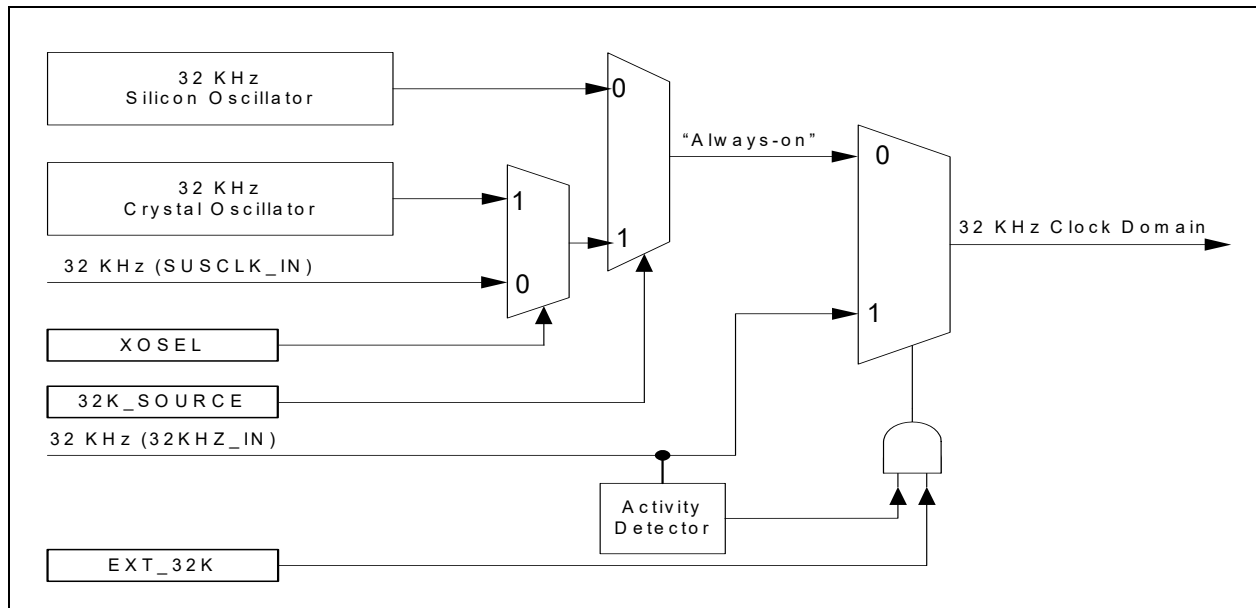 32 KHz
Silicon Oscillator
0
"Always-on"
0
32 KHz
Crystal Oscillator
1
1
32 KHz Clock Domain
32 KHz (SUSCLK_IN)
0
1
XOSEL
32K_SOURCE
32 KHz (32KHZ_IN)
Activity
Detector
EXT_32K